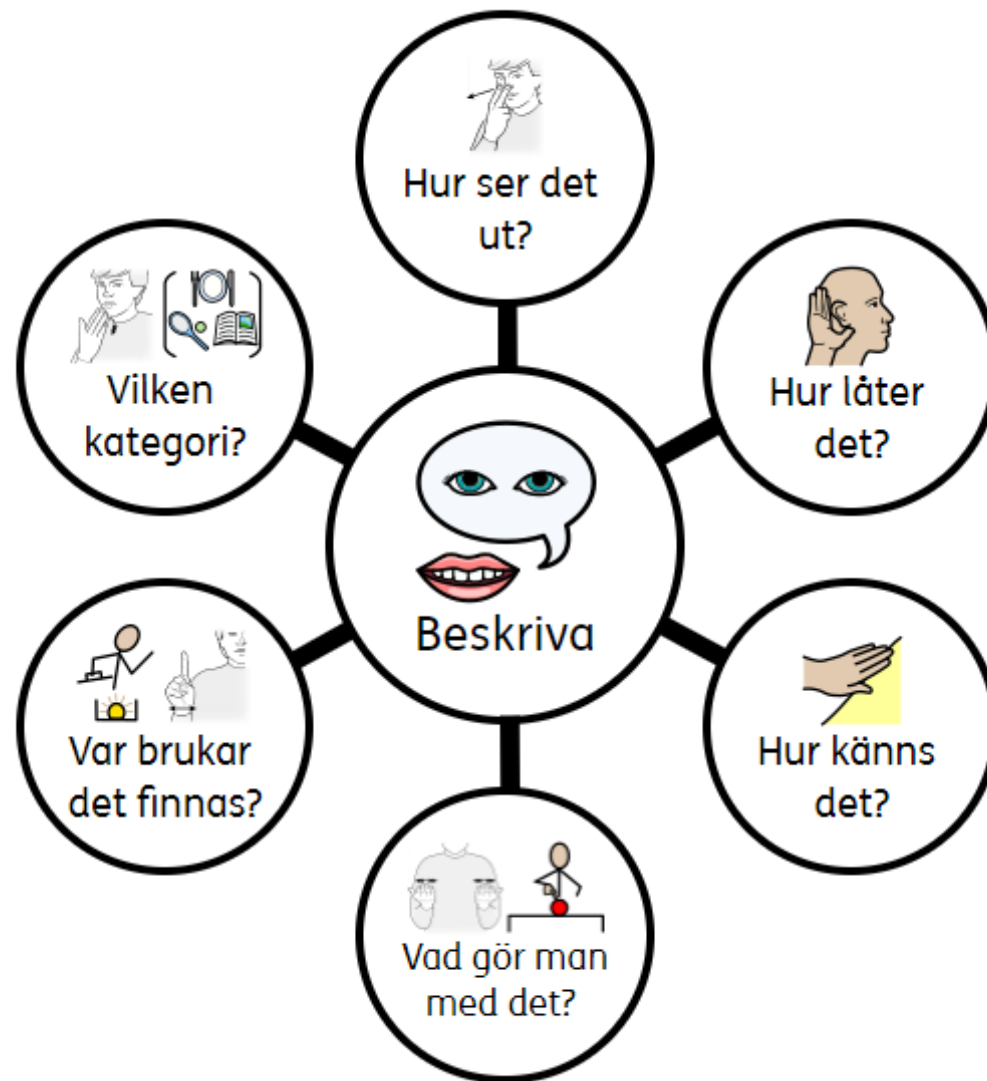 Hur ser det
ut?
Vilken
kategori?
Hur låter
det?
Beskriva
Var brukar
det finnas?
Hur känns
det?
Vad gör man
med det?